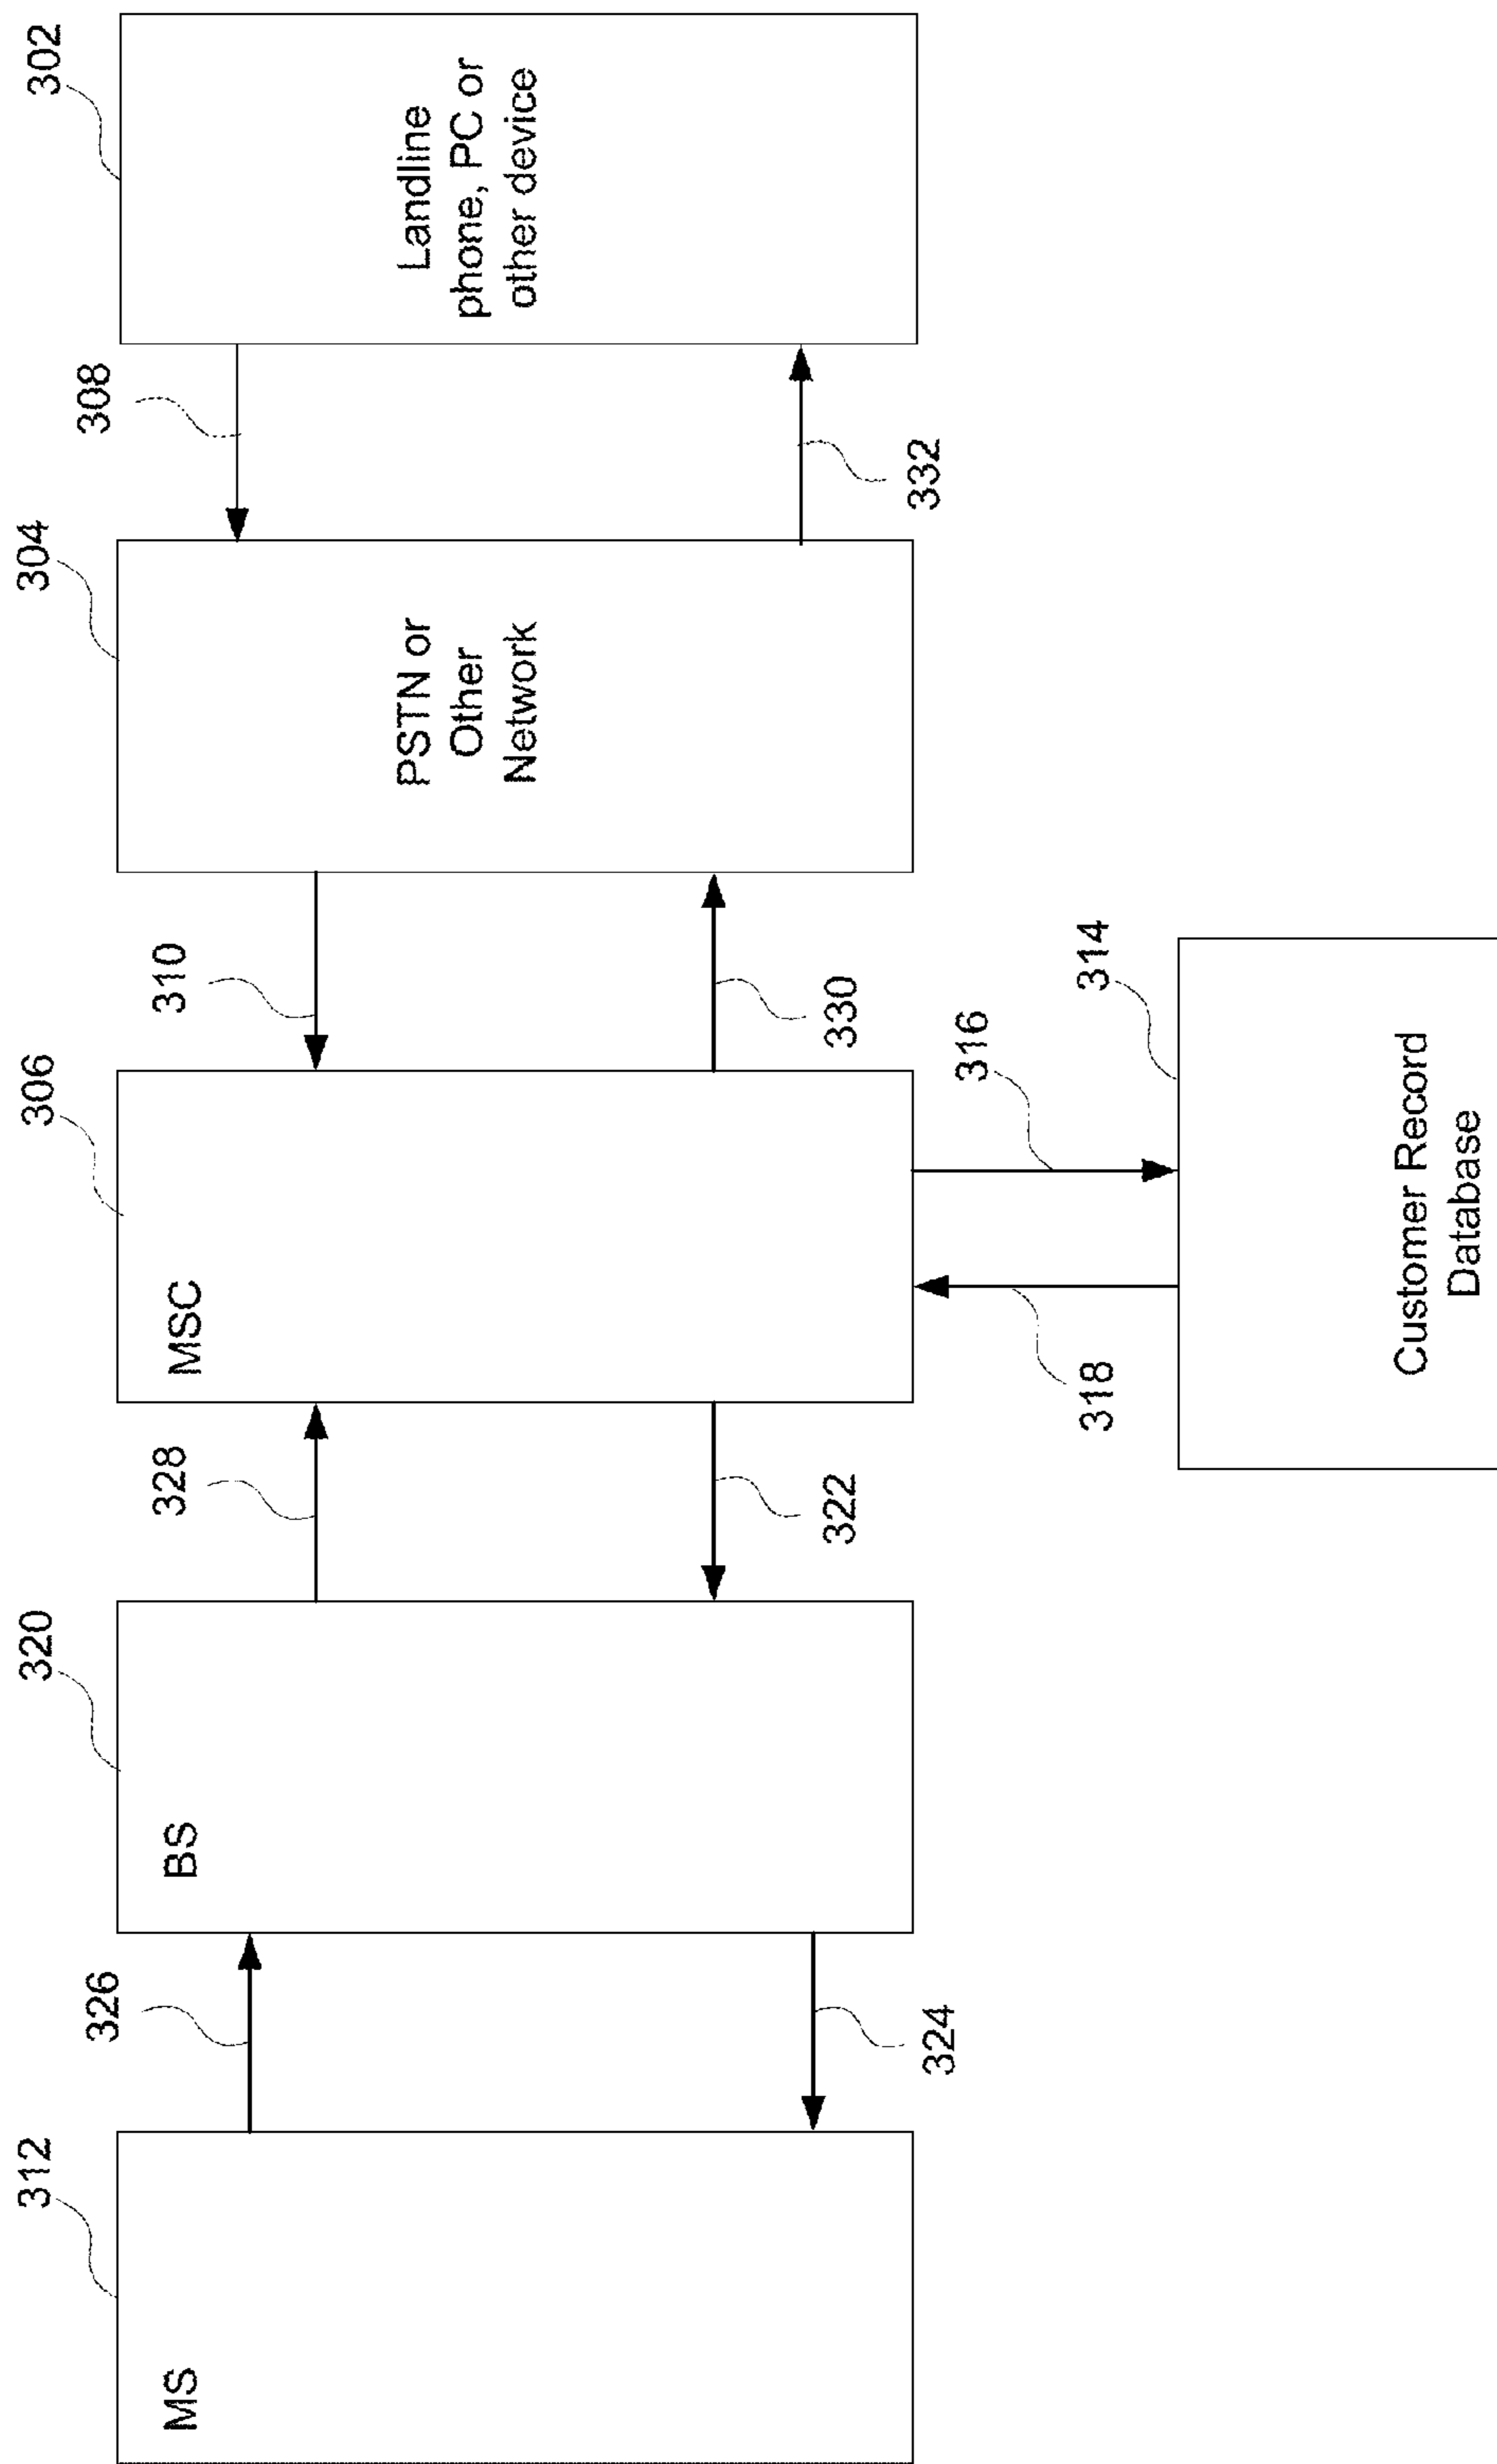 312
MS
326
324
320
BS
328
322
306
MSC
318
316
314
Customer Record
Database
310
330
304
PSTN or
Other
Network
308
332
302
Landline
phone, PC or
other device